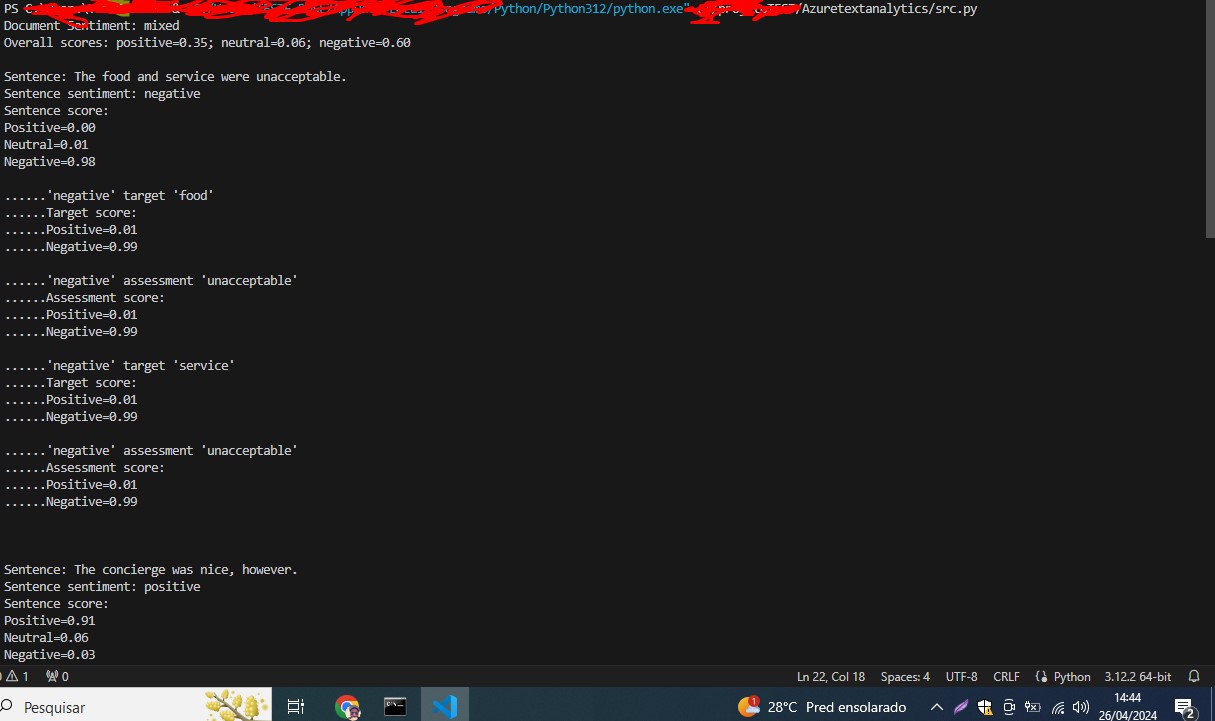 PS
/Python/Python312/python.exe" /Azuretextanalytics/src.py
Document Sentiment: mixed
Overall scores: positive=0.35; neutral=0.06; negative=0.60
Sentence: The food and service were unacceptable.
Sentence sentiment: negative
Sentence score:
Positive=0.00
Neutral=0.01
Negative=0.98
......'negative' target 'food'
......Target score:
......Positive=0.01
......Negative=0.99
......'negative' assessment 'unacceptable'
......Assessment score:
......Positive=0.01
......Negative=0.99
......'negative' target 'service'
......Target score:
......Positive=0.01
......Negative=0.99
......'negative' assessment 'unacceptable'
......Assessment score:
......Positive=0.01
......Negative=0.99
Sentence: The concierge was nice, however.
Sentence sentiment: positive
Sentence score:
Positive=0.91
Neutral=0.06
Negative=0.03
1 0 Ln 22, Col 18 Spaces: 4 UTF-8 CRLF Python 3.12.2 64-bit
Pesquisar 1 28°C Pred ensolarado 14:44
26/04/2024 2